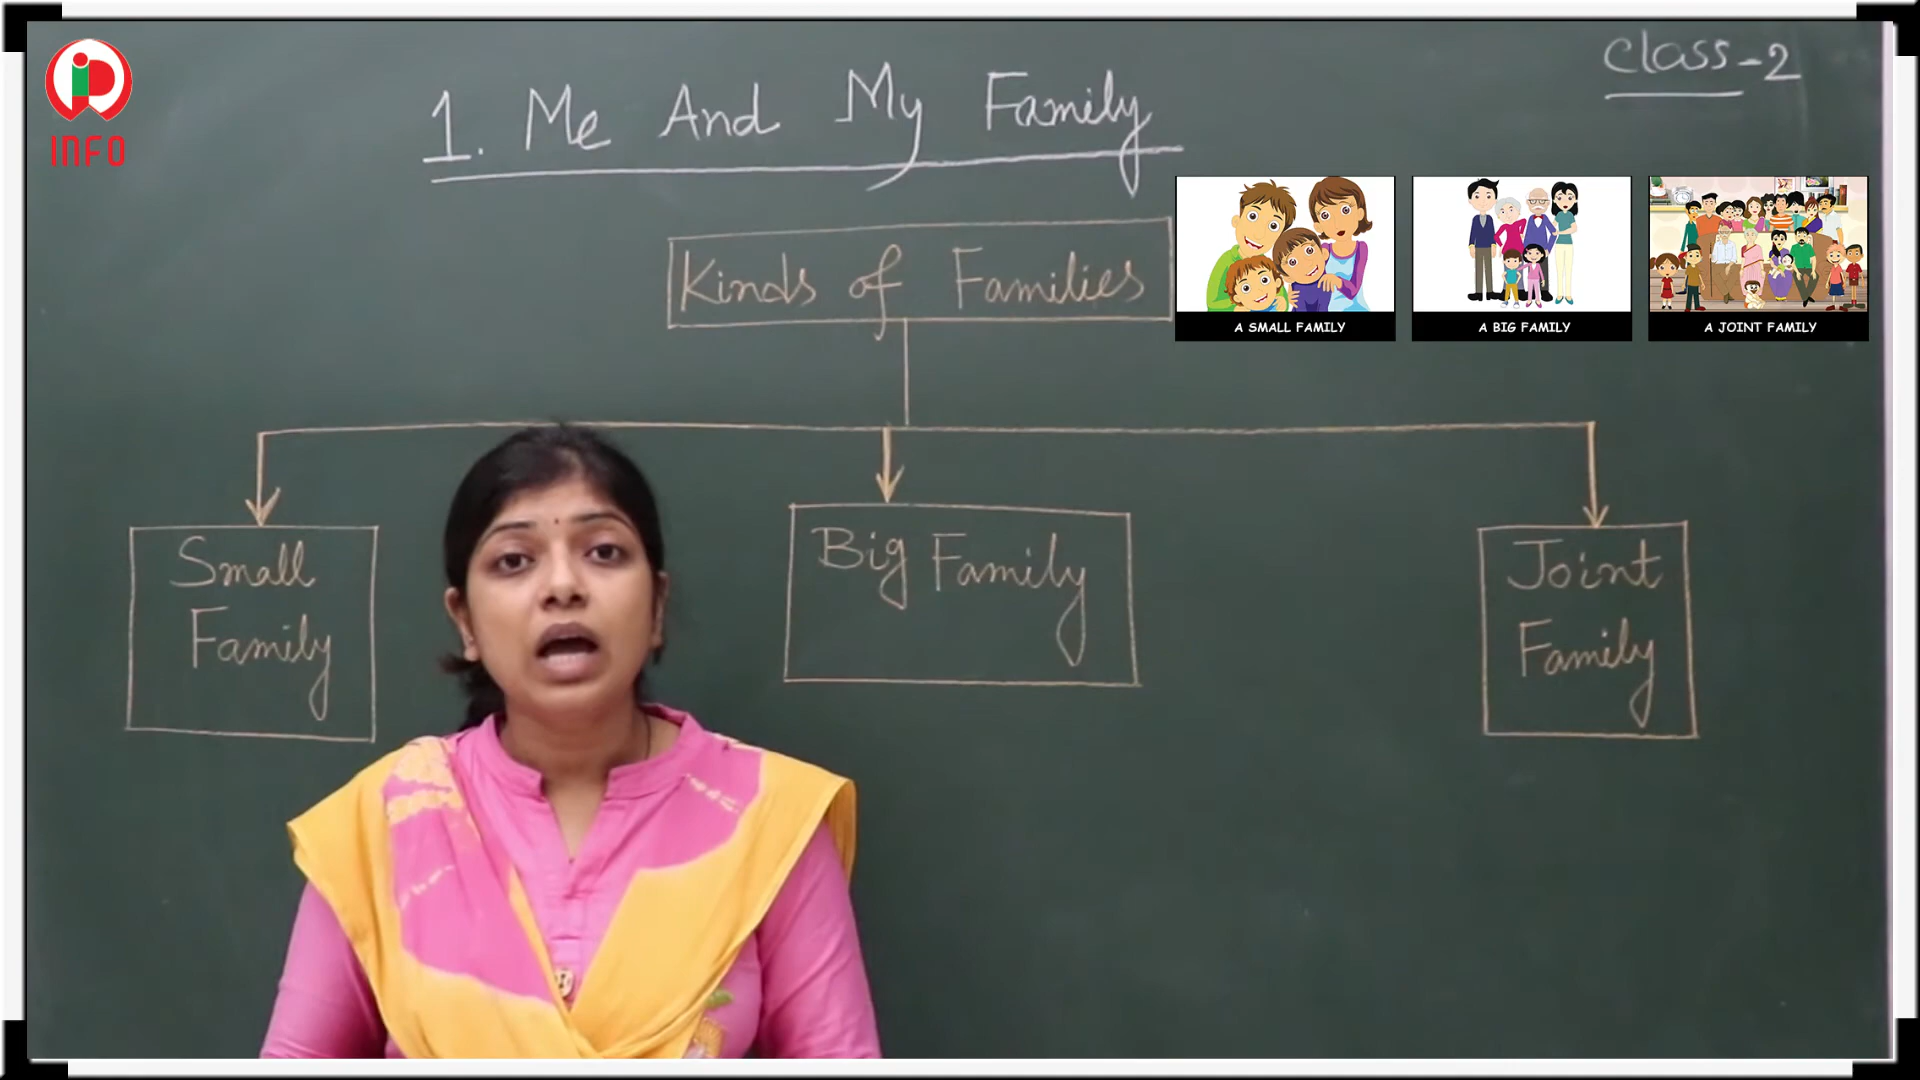 Class-2
1. Me And My Family
INFO
Kinds of Families
A SMALL FAMILY
A BIG FAMILY
A JOINT FAMILY
Small
Family
Big Family
Joint
Family